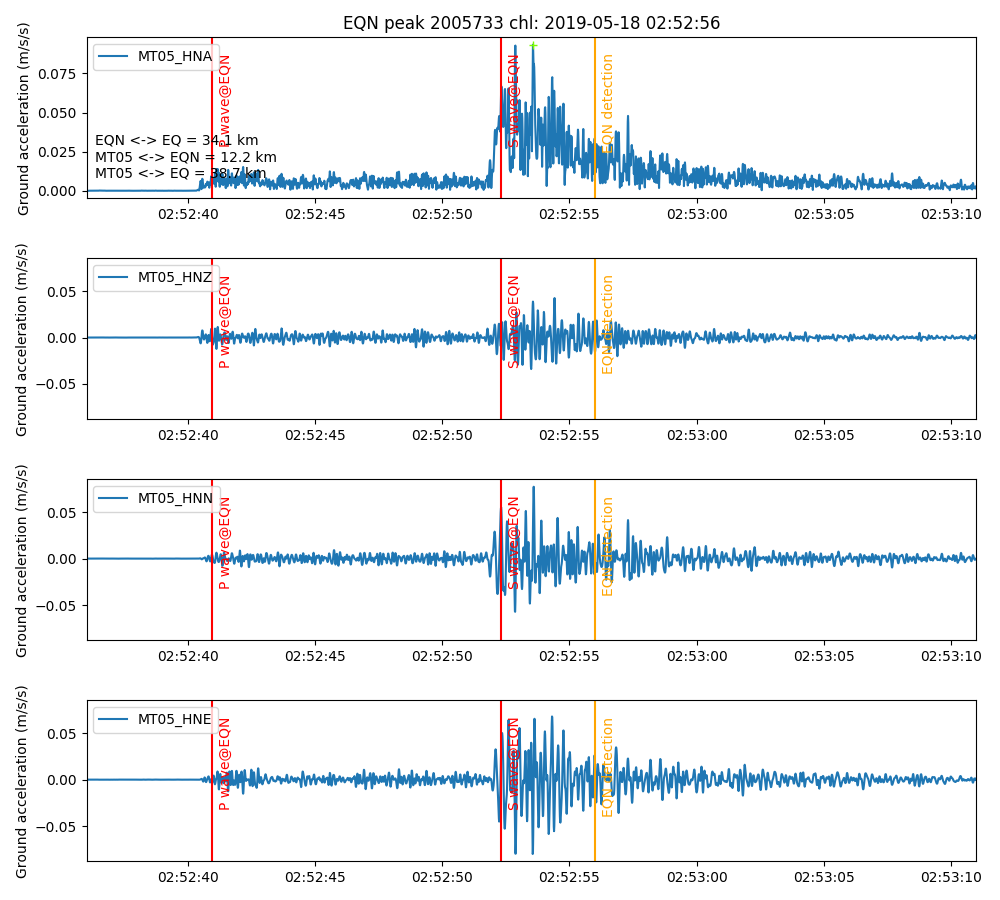 EQN peak 2005733 chl: 2019-05-18 02:52:56
Ground acceleration (m/s/s)
0.075
0.050
0.025
0.000
MT05_HNA
EQN <-> EQ = 34.1 km
MT05 <-> EQN = 12.2 km
MT05 <-> EQ = 38.7 km
P wave@EQN
S wave@EQN
EQN detection
02:52:40 02:52:45 02:52:50 02:52:55 02:53:00 02:53:05 02:53:10
Ground acceleration (m/s/s)
0.05
0.00
−0.05
MT05_HNZ
P wave@EQN
S wave@EQN
EQN detection
02:52:40 02:52:45 02:52:50 02:52:55 02:53:00 02:53:05 02:53:10
Ground acceleration (m/s/s)
0.05
0.00
−0.05
MT05_HNN
P wave@EQN
S wave@EQN
EQN detection
02:52:40 02:52:45 02:52:50 02:52:55 02:53:00 02:53:05 02:53:10
Ground acceleration (m/s/s)
0.05
0.00
−0.05
MT05_HNE
P wave@EQN
S wave@EQN
EQN detection
02:52:40 02:52:45 02:52:50 02:52:55 02:53:00 02:53:05 02:53:10